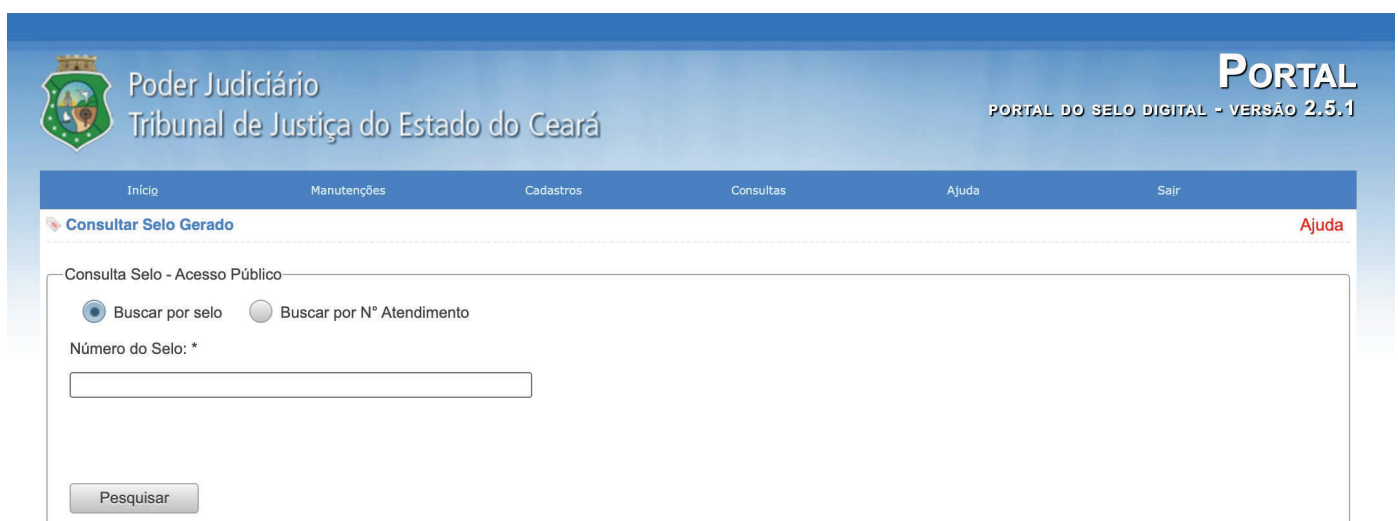 Poder Judiciário
Tribunal de Justiça do Estado do Ceará
PORTAL
PORTAL DO SELO DIGITAL - VERSÃO 2.5.1
Início Manutenções Cadastros Consultas Ajuda Sair
Consultar Selo Gerado Ajuda
Consulta Selo - Acesso Público
Buscar por selo Buscar por N° Atendimento
Número do Selo: *
Pesquisar